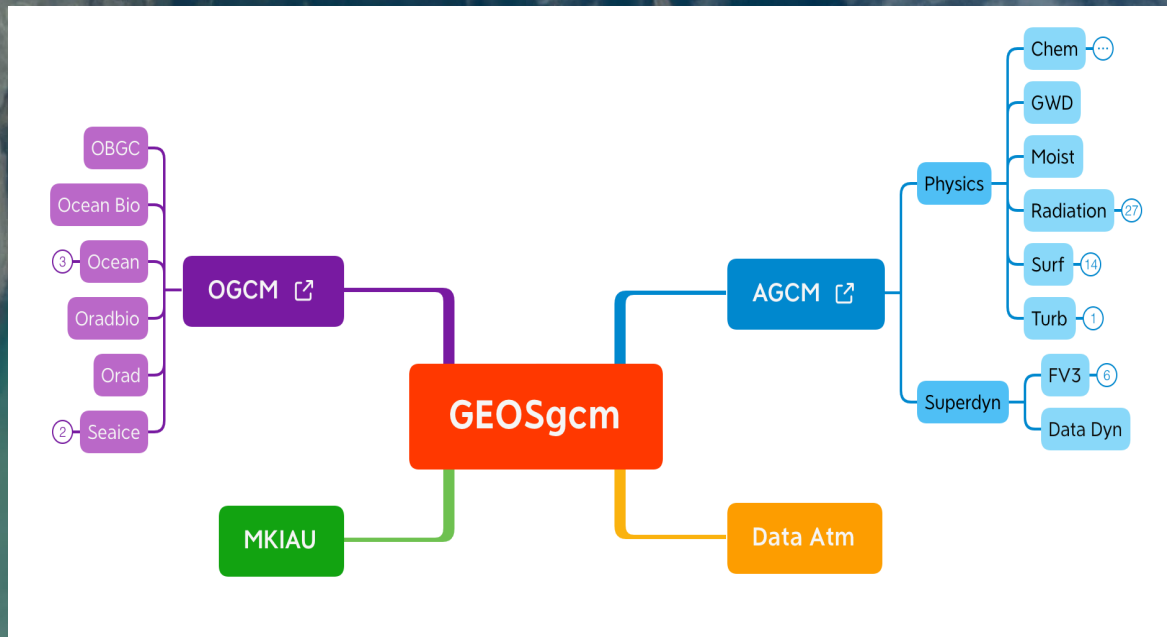 Chem ...
GWD
OBGC
Moist
Physics
Ocean Bio
Radiation 27
3 Ocean
OGCM
AGCM
Surf 14
Oradbio
Turb 1
Orad
FV3 6
Superdyn
GEOSgcm
2 Seaice
Data Dyn
MKIAU
Data Atm